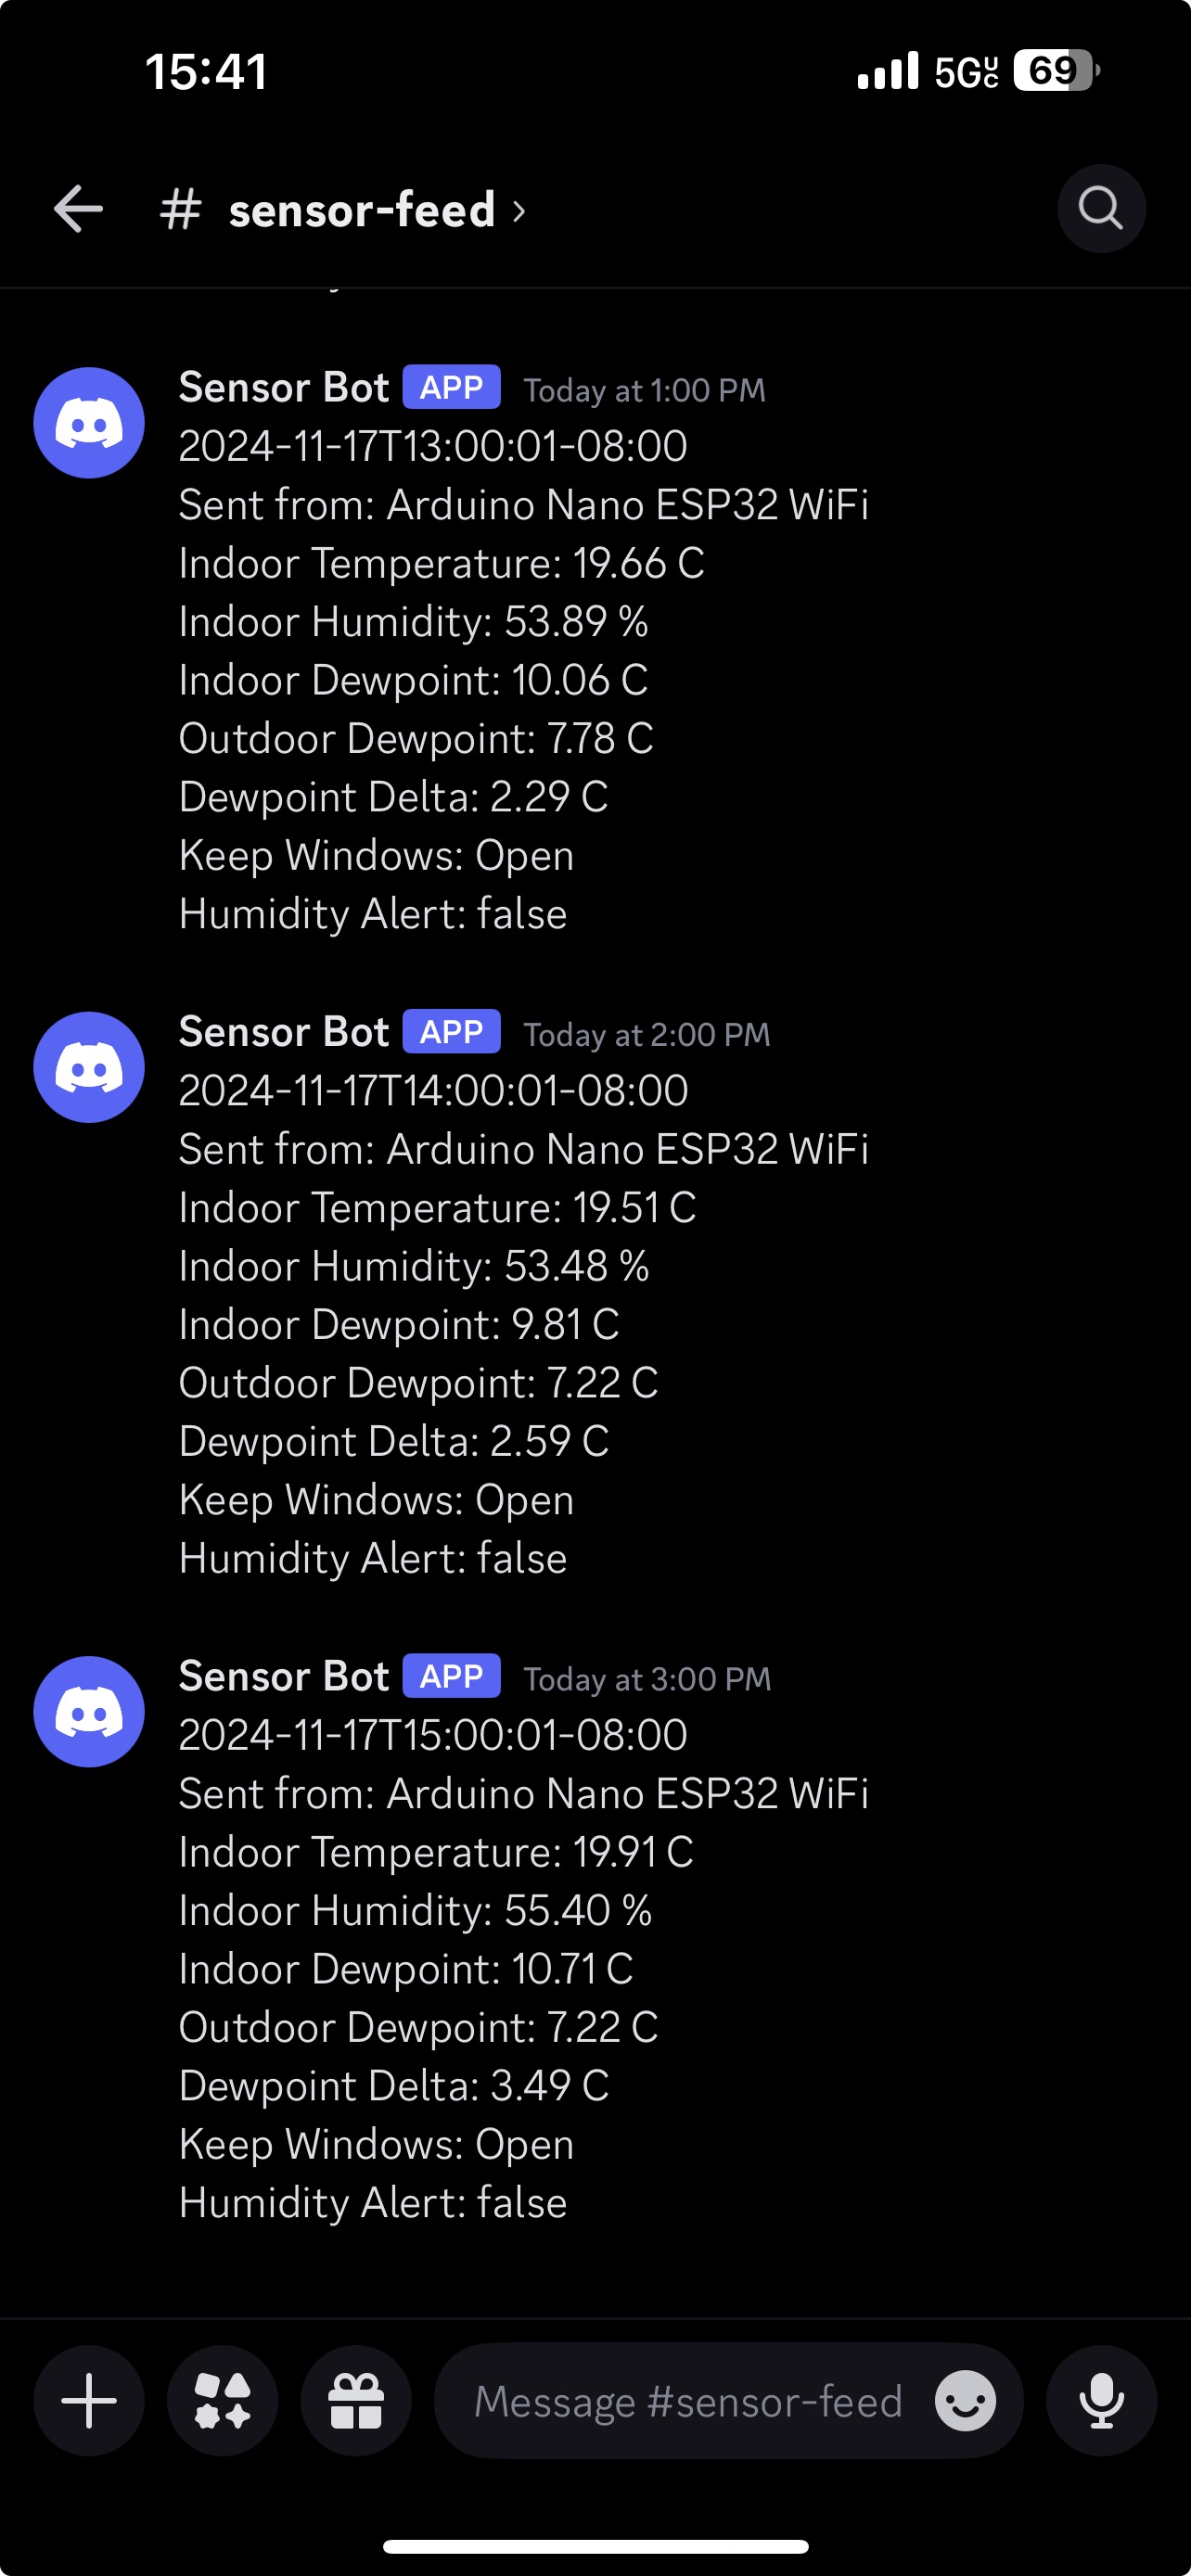 15:41
5GUC 69
# sensor-feed ›
Sensor Bot APP Today at 1:00 PM
2024-11-17T13:00:01-08:00
Sent from: Arduino Nano ESP32 WiFi
Indoor Temperature: 19.66 C
Indoor Humidity: 53.89 %
Indoor Dewpoint: 10.06 C
Outdoor Dewpoint: 7.78 C
Dewpoint Delta: 2.29 C
Keep Windows: Open
Humidity Alert: false
Sensor Bot APP Today at 2:00 PM
2024-11-17T14:00:01-08:00
Sent from: Arduino Nano ESP32 WiFi
Indoor Temperature: 19.51 C
Indoor Humidity: 53.48 %
Indoor Dewpoint: 9.81 C
Outdoor Dewpoint: 7.22 C
Dewpoint Delta: 2.59 C
Keep Windows: Open
Humidity Alert: false
Sensor Bot APP Today at 3:00 PM
2024-11-17T15:00:01-08:00
Sent from: Arduino Nano ESP32 WiFi
Indoor Temperature: 19.91 C
Indoor Humidity: 55.40 %
Indoor Dewpoint: 10.71 C
Outdoor Dewpoint: 7.22 C
Dewpoint Delta: 3.49 C
Keep Windows: Open
Humidity Alert: false
Message #sensor-feed